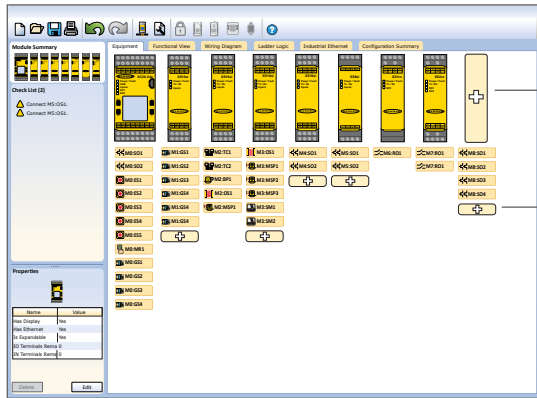 Module Summary
Equipment
Functional View
Wiring Diagram
Ladder Logic
Industrial Ethernet
Configuration Summary
Check List (2)
Connect M5:OSG1.
Connect M5:OSG1.
M0:SO1
M0:SO2
M0:ES1
M0:ES2
M0:ES3
M0:ES4
M0:ES5
M0:MR1
M0:GS1
M0:GS2
M0:GS3
M0:GS4
M1:GS1
M1:GS2
M1:GS3
M1:GS4
M1:GS4
M1:GS4
M2:TC1
M2:TC2
M2:BP1
M2:OS1
M2:MSP1
M3:OS1
M3:MSP1
M3:MSP2
M3:MSP3
M3:SM1
M3:SM2
M4:SO1
M4:SO2
M5:SO1
M5:SO2
M6:RO1
M7:RO1
M7:RO1
M8:SO1
M8:SO2
M8:SO3
M8:SO4
Properties
Name Value
Has Display Yes
Has Ethernet Yes
Is Expandable Yes
IO Terminals Rema 0
IN Terminals Rema 0
Delete
Edit